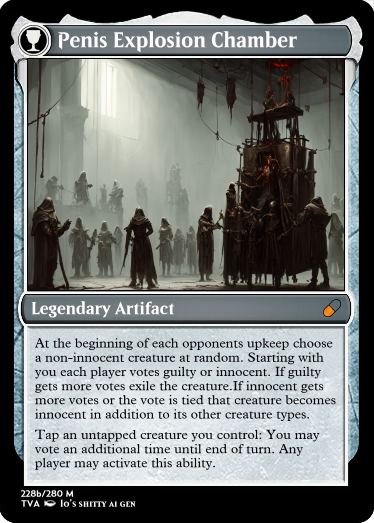 Penis Explosion Chamber
Legendary Artifact
At the beginning of each opponents upkeep choose
a non-innocent creature at random. Starting with
you each player votes guilty or innocent. If guilty
gets more votes exile the creature.If innocent gets
more votes or the vote is tied that creature becomes
innocent in addition to its other creature types.
Tap an untapped creature you control: You may
vote an additional time until end of turn. Any
player may activate this ability.
228b/280 M
TVA Io's shitty ai gen